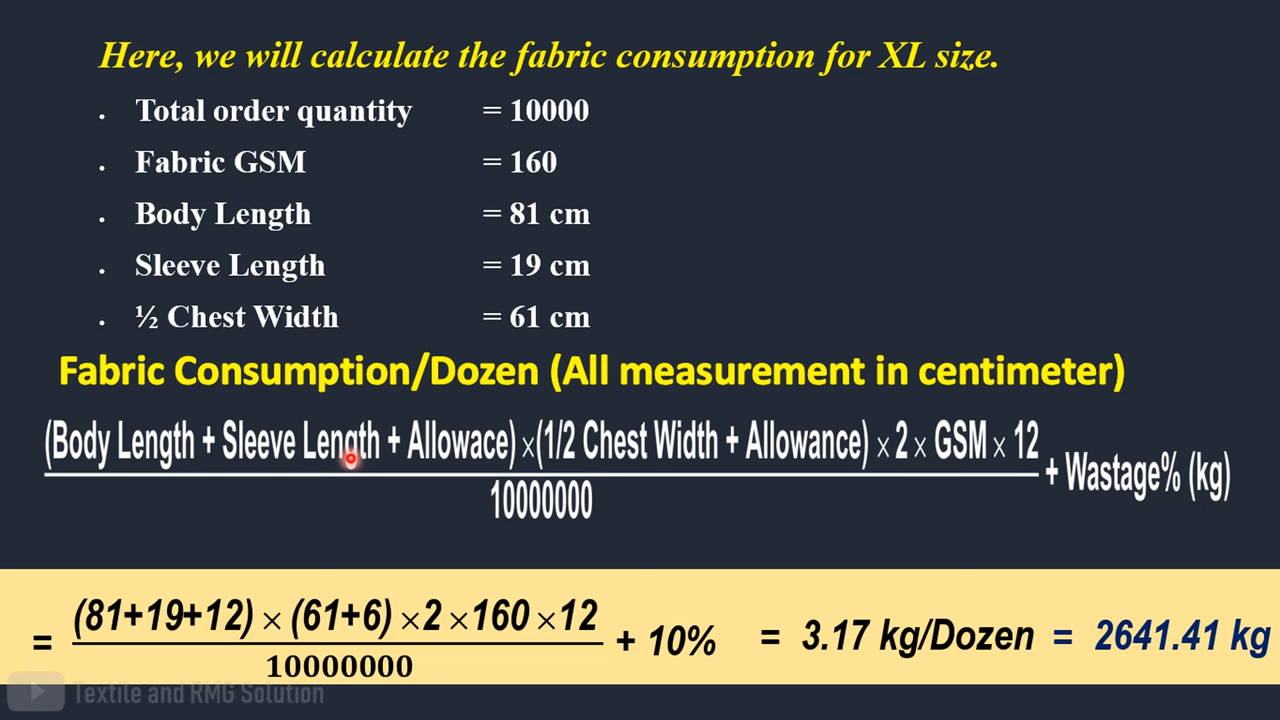 Here, we will calculate the fabric consumption for XL size.
. Total order quantity = 10000
. Fabric GSM = 160
. Body Length = 81 cm
. Sleeve Length = 19 cm
. ½ Chest Width = 61 cm
Fabric Consumption/Dozen (All measurement in centimeter)
(Body Length + Sleeve Length + Allowace) ×(1/2 Chest Width + Allowance) × 2 × GSM × 12
10000000
+ Wastage% (kg)
= (81+19+12) × (61+6) ×2 ×160 ×12
10000000
+ 10% = 3.17 kg/Dozen = 2641.41 kg
Textile and RMG Solution